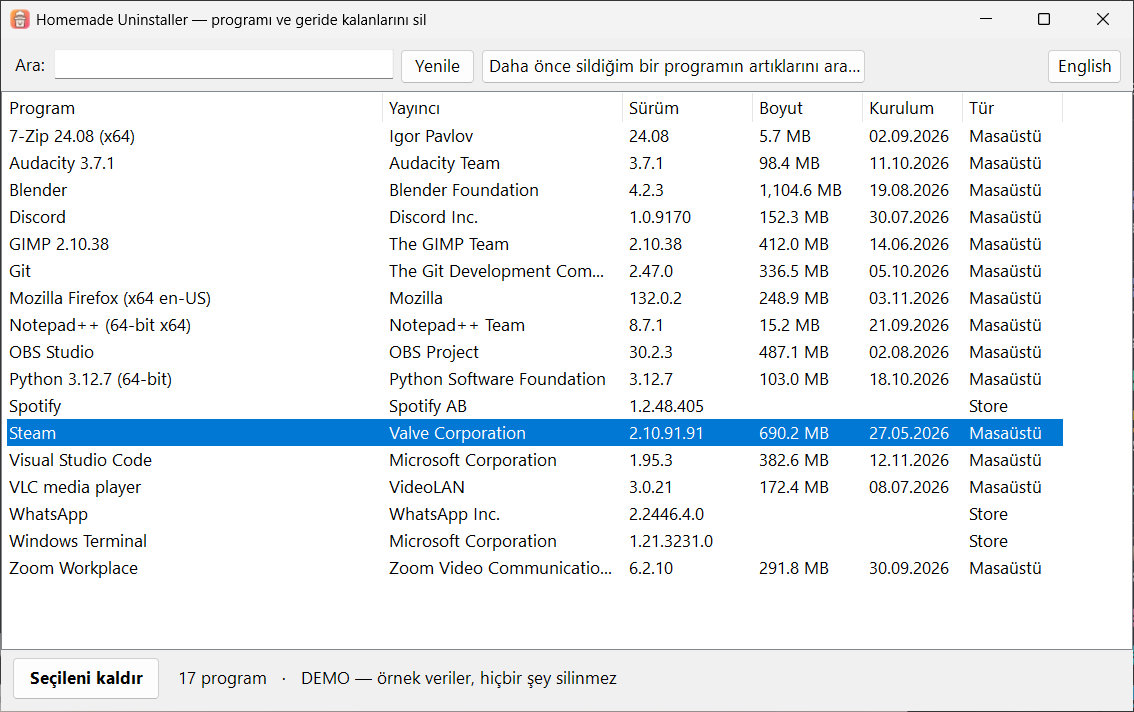 Homemade Uninstaller — programı ve geride kalanlarını sil
Ara: Yenile Daha önce sildiğim bir programın artıklarını ara... English
Program Yayıncı Sürüm Boyut Kurulum Tür
7-Zip 24.08 (x64) Igor Pavlov 24.08 5.7 MB 02.09.2026 Masaüstü
Audacity 3.7.1 Audacity Team 3.7.1 98.4 MB 11.10.2026 Masaüstü
Blender Blender Foundation 4.2.3 1,104.6 MB 19.08.2026 Masaüstü
Discord Discord Inc. 1.0.9170 152.3 MB 30.07.2026 Masaüstü
GIMP 2.10.38 The GIMP Team 2.10.38 412.0 MB 14.06.2026 Masaüstü
Git The Git Development Com... 2.47.0 336.5 MB 05.10.2026 Masaüstü
Mozilla Firefox (x64 en-US) Mozilla 132.0.2 248.9 MB 03.11.2026 Masaüstü
Notepad++ (64-bit x64) Notepad++ Team 8.7.1 15.2 MB 21.09.2026 Masaüstü
OBS Studio OBS Project 30.2.3 487.1 MB 02.08.2026 Masaüstü
Python 3.12.7 (64-bit) Python Software Foundation 3.12.7 103.0 MB 18.10.2026 Masaüstü
Spotify Spotify AB 1.2.48.405 Store
Steam Valve Corporation 2.10.91.91 690.2 MB 27.05.2026 Masaüstü
Visual Studio Code Microsoft Corporation 1.95.3 382.6 MB 12.11.2026 Masaüstü
VLC media player VideoLAN 3.0.21 172.4 MB 08.07.2026 Masaüstü
WhatsApp WhatsApp Inc. 2.2446.4.0 Store
Windows Terminal Microsoft Corporation 1.21.3231.0 Store
Zoom Workplace Zoom Video Communicatio... 6.2.10 291.8 MB 30.09.2026 Masaüstü
Seçileni kaldır 17 program · DEMO — örnek veriler, hiçbir şey silinmez